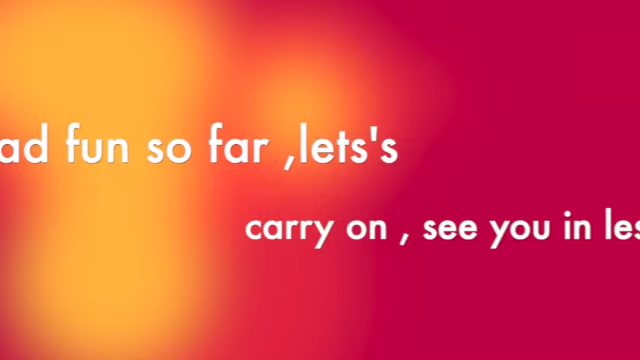 ad fun so far ,lets's
carry on , see you in les